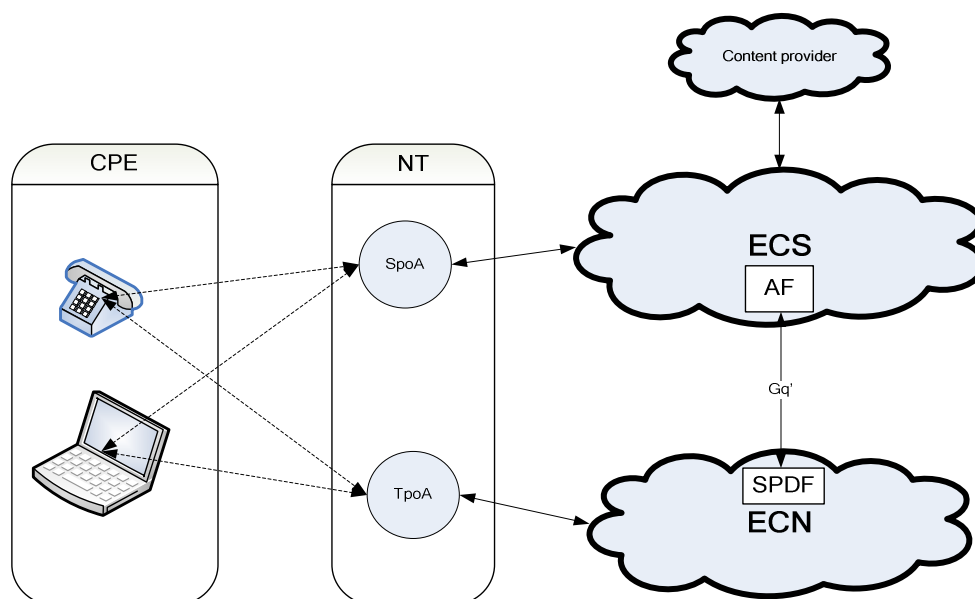 Content provider
CPE
NT
ECS
SpoA
AF
Gq’
TpoA
SPDF
ECN